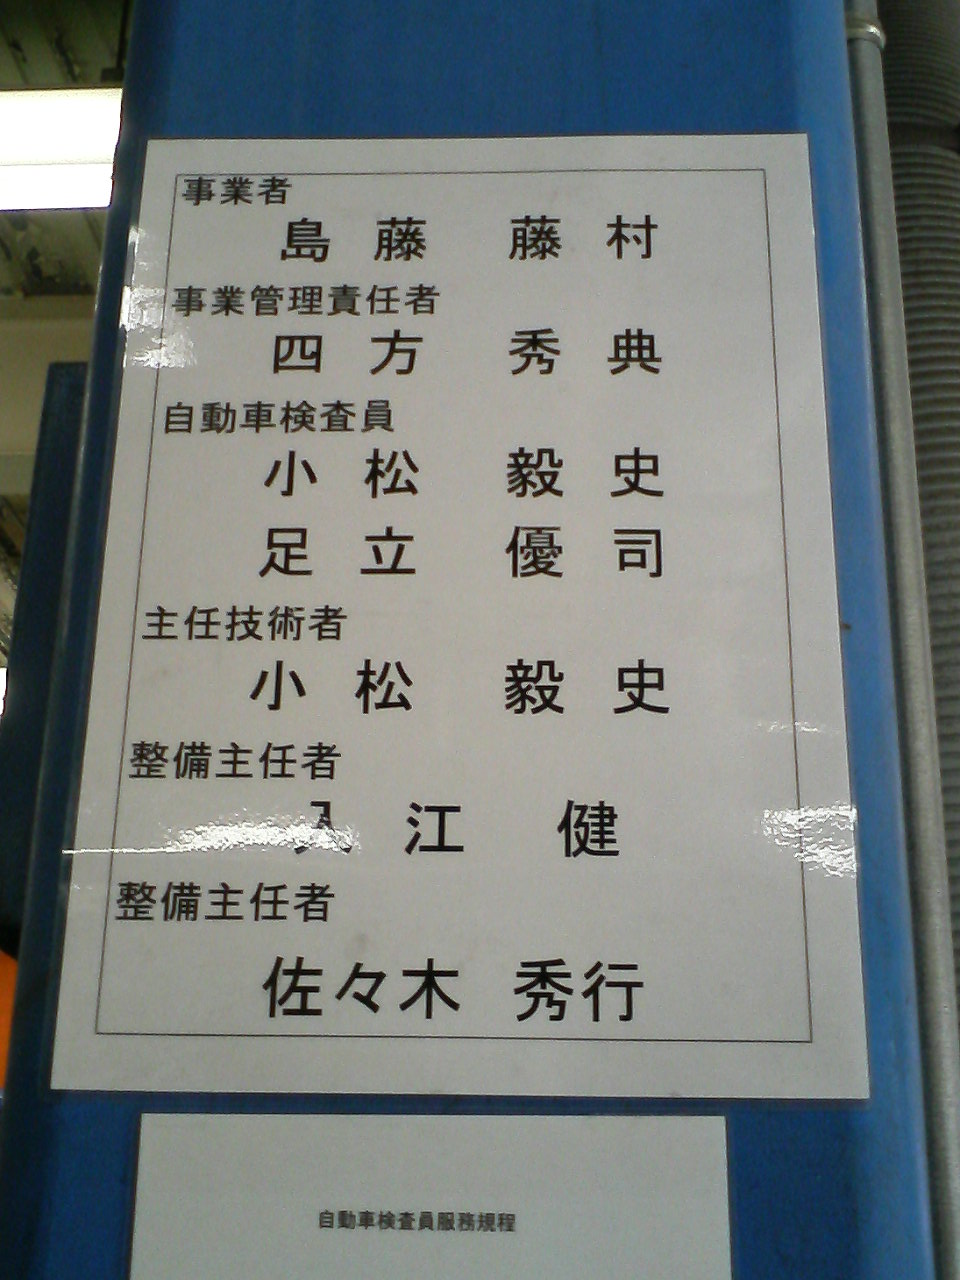 事業者
島 藤 藤 村
事業管理責任者
四 方 秀 典
自動車検査員
小 松 毅 史
足 立 優 司
主任技術者
小 松 毅 史
整備主任者
入 江 健
整備主任者
佐々木 秀行
自動車検査員服務規程